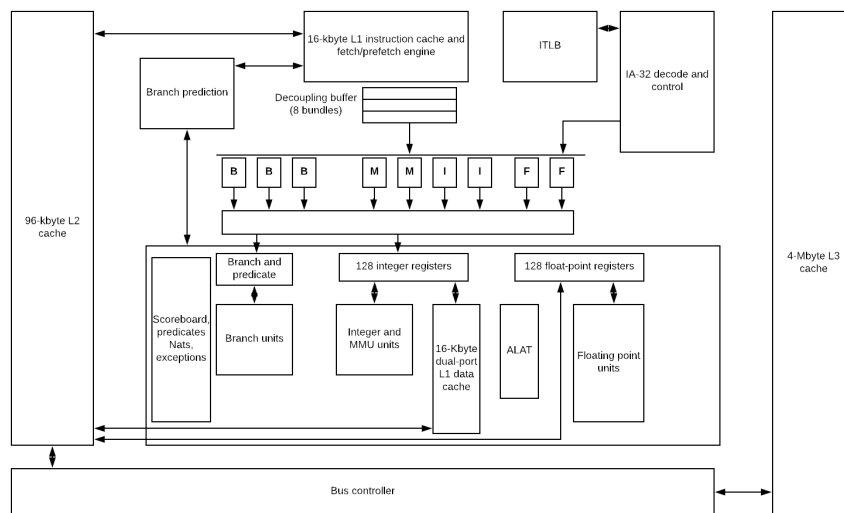 16-kbyte L1 instruction cache and
fetch/prefetch engine
ITLB
IA-32 decode and
control
Branch prediction
Decoupling buffer
(8 bundles)
B
B
B
M
M
I
I
F
F
96-kbyte L2
cache
4-Mbyte L3
cache
Branch and
predicate
128 integer registers
128 float-point registers
Scoreboard,
predicates
Nats,
exceptions
Branch units
Integer and
MMU units
16-Kbyte
dual-port
L1 data
cache
ALAT
Floating point
units
Bus controller